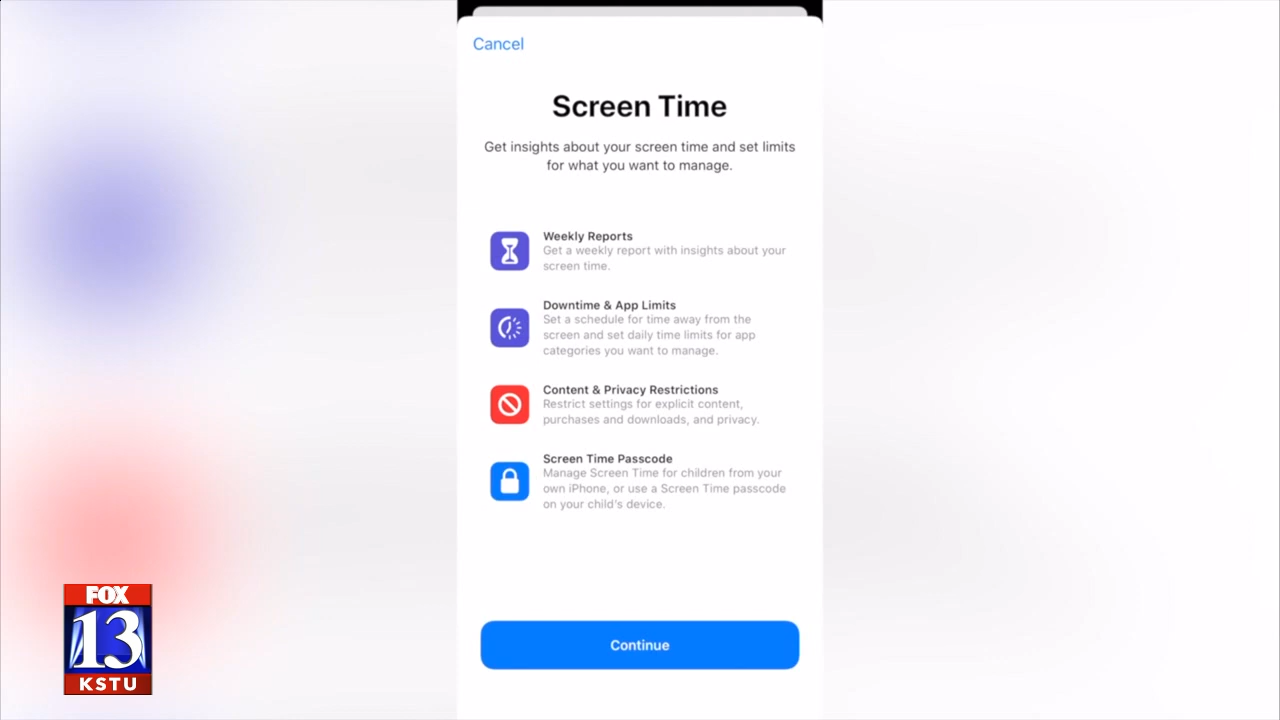 Cancel
Screen Time
Get insights about your screen time and set limits
for what you want to manage.
Weekly Reports
Get a weekly report with insights about your
screen time.
Downtime & App Limits
Set a schedule for time away from the
screen and set daily time limits for app
categories you want to manage.
Content & Privacy Restrictions
Restrict settings for explicit content,
purchases and downloads, and privacy.
Screen Time Passcode
Manage Screen Time for children from your
own iPhone, or use a Screen Time passcode
on your child's device.
Continue
FOX
13
KSTU